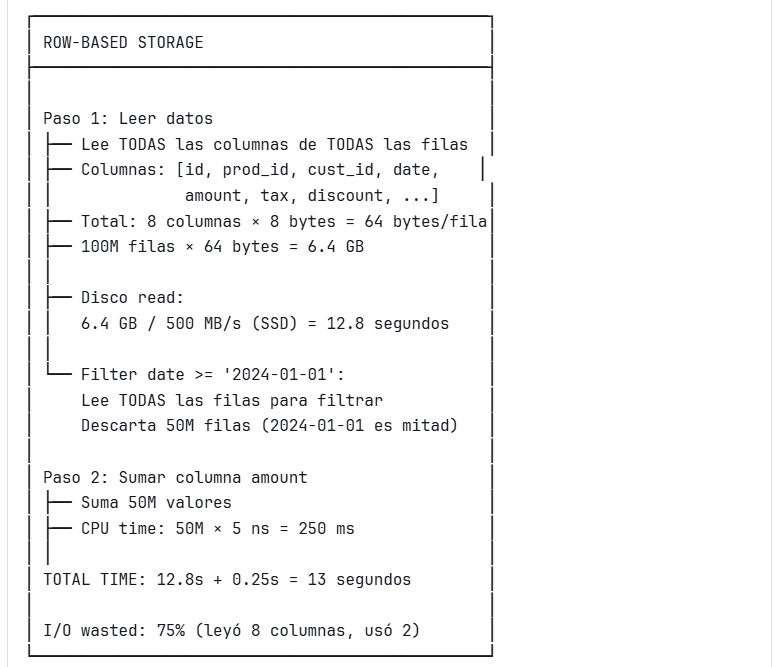 ROW-BASED STORAGE
Paso 1: Leer datos
Lee TODAS las columnas de TODAS las filas
Columnas: [id, prod_id, cust_id, date,
amount, tax, discount, ...]
Total: 8 columnas × 8 bytes = 64 bytes/fila
100M filas × 64 bytes = 6.4 GB
Disco read:
6.4 GB / 500 MB/s (SSD) = 12.8 segundos
Filter date >= '2024-01-01':
Lee TODAS las filas para filtrar
Descarta 50M filas (2024-01-01 es mitad)
Paso 2: Sumar columna amount
Suma 50M valores
CPU time: 50M × 5 ns = 250 ms
TOTAL TIME: 12.8s + 0.25s = 13 segundos
I/O wasted: 75% (leyó 8 columnas, usó 2)